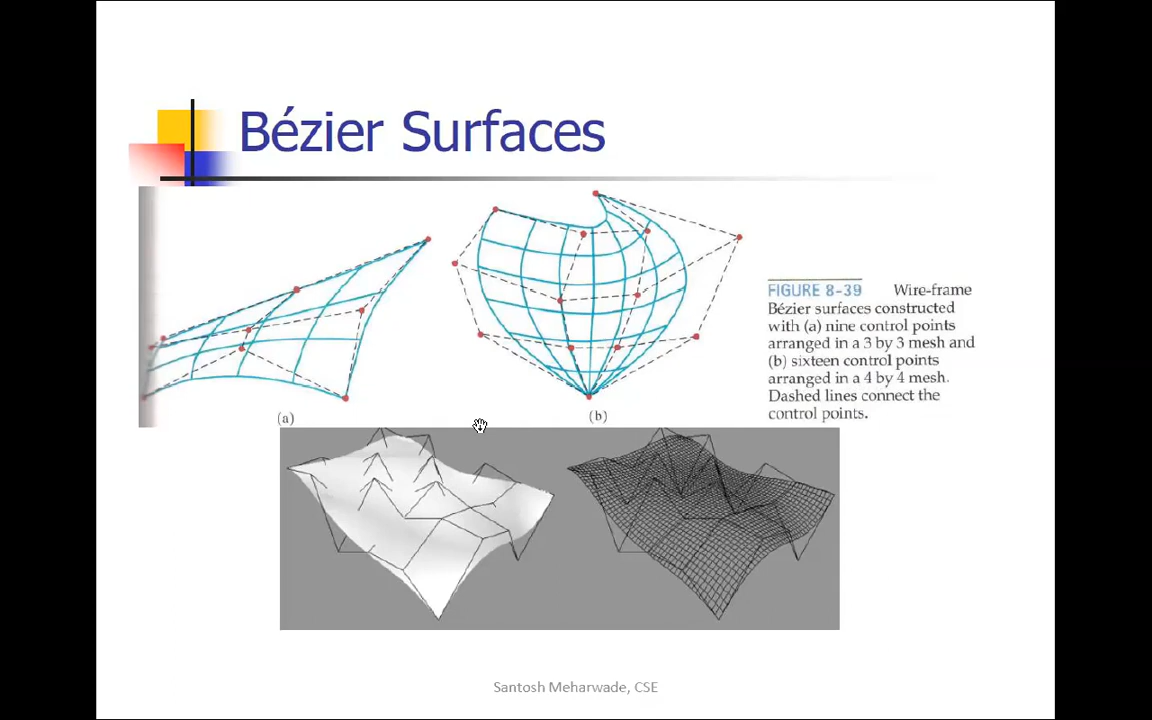 Bézier Surfaces
FIGURE 8-39 Wire-frame
Bézier surfaces constructed
with (a) nine control points
arranged in a 3 by 3 mesh and
(b) sixteen control points
arranged in a 4 by 4 mesh.
Dashed lines connect the
control points.
(a)
(b)
Santosh Meharwade, CSE